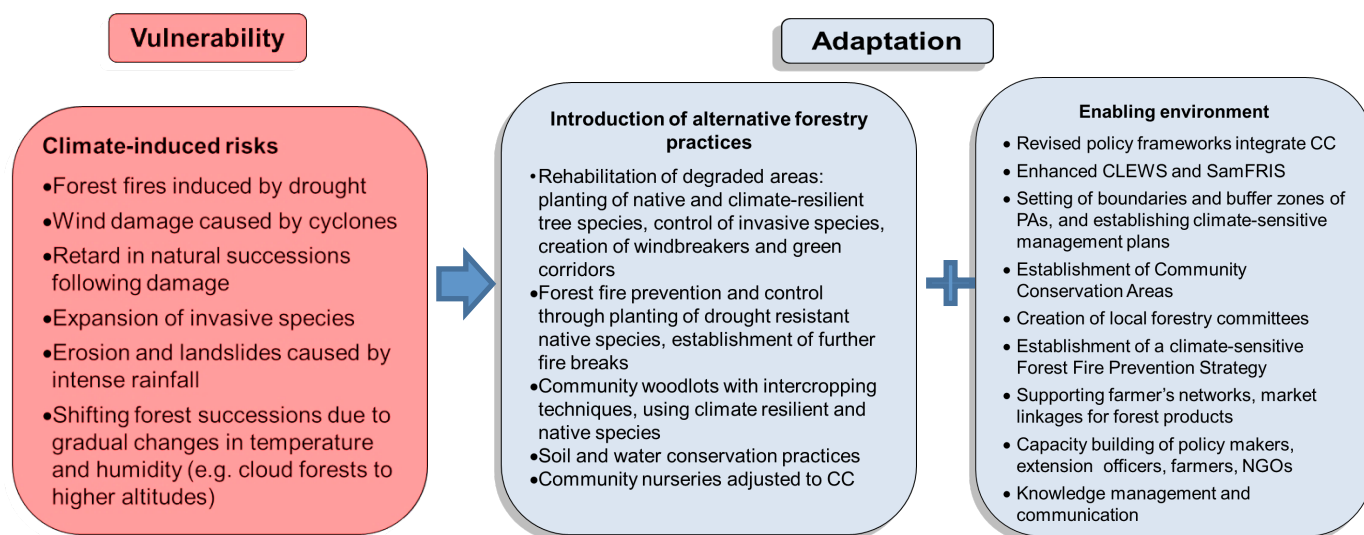 Vulnerability
Adaptation
Climate-induced risks
•Forest fires induced by drought
•Wind damage caused by cyclones
•Retard in natural successions
following damage
•Expansion of invasive species
•Erosion and landslides caused by
intense rainfall
•Shifting forest successions due to
gradual changes in temperature
and humidity (e.g. cloud forests to
higher altitudes)
Introduction of alternative forestry
practices
•Rehabilitation of degraded areas:
planting of native and climate-resilient
tree species, control of invasive species,
creation of windbreakers and green
corridors
•Forest fire prevention and control
through planting of drought resistant
native species, establishment of further
fire breaks
•Community woodlots with intercropping
techniques, using climate resilient and
native species
•Soil and water conservation practices
•Community nurseries adjusted to CC
Enabling environment
• Revised policy frameworks integrate CC
• Enhanced CLEWS and SamFRIS
• Setting of boundaries and buffer zones of
PAs, and establishing climate-sensitive
management plans
• Establishment of Community
Conservation Areas
• Creation of local forestry committees
• Establishment of a climate-sensitive
Forest Fire Prevention Strategy
• Supporting farmer's networks, market
linkages for forest products
• Capacity building of policy makers,
extension officers, farmers, NGOs
• Knowledge management and
communication